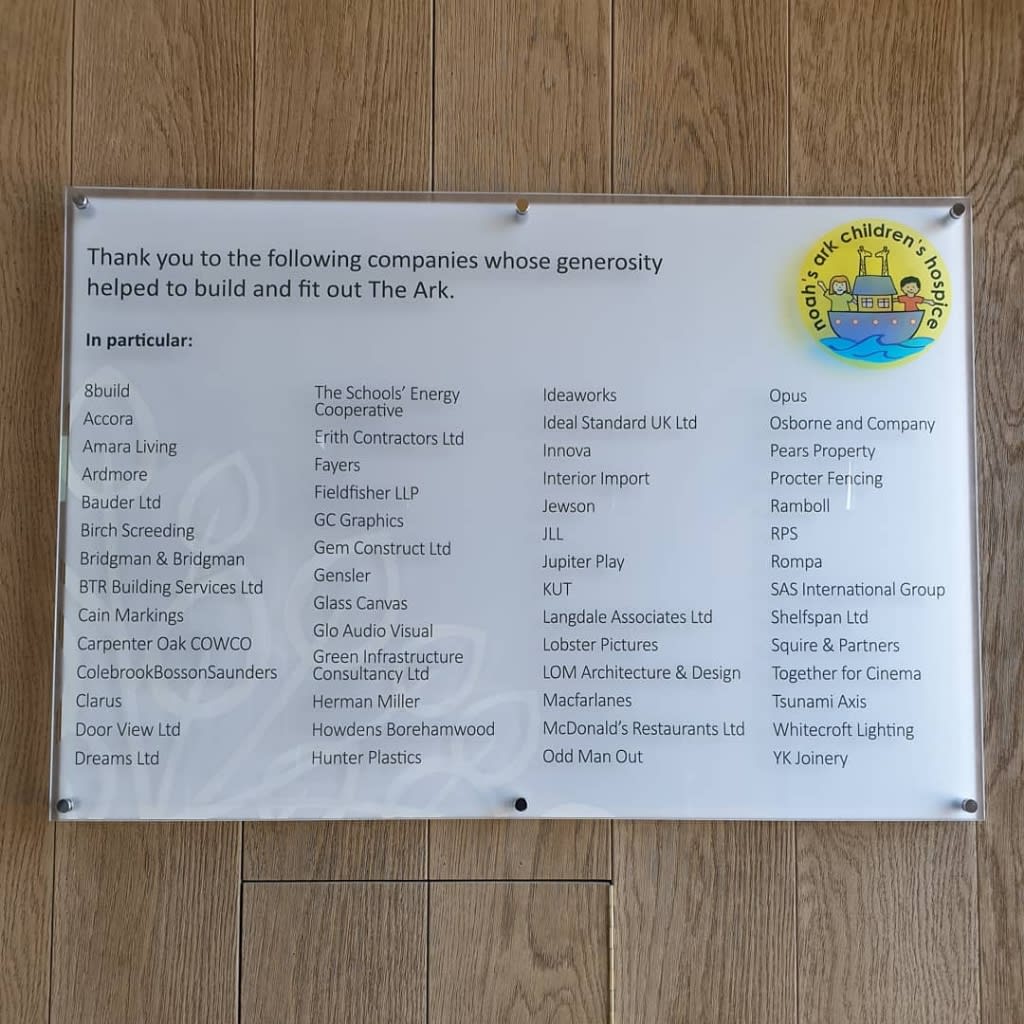 Thank you to the following companies whose generosity
helped to build and fit out The Ark.
noah's ark children's hospice
In particular:
8build
Accora
Amara Living
Ardmore
Bauder Ltd
Birch Screeding
Bridgman & Bridgman
BTR Building Services Ltd
Cain Markings
Carpenter Oak COWCO
ColebrookBossonSaunders
Clarus
Door View Ltd
Dreams Ltd
The Schools' Energy
Cooperative
Erith Contractors Ltd
Fayers
Fieldfisher LLP
GC Graphics
Gem Construct Ltd
Gensler
Glass Canvas
Glo Audio Visual
Green Infrastructure
Consultancy Ltd
Herman Miller
Howdens Borehamwood
Hunter Plastics
Ideaworks
Ideal Standard UK Ltd
Innova
Interior Import
Jewson
JLL
Jupiter Play
KUT
Langdale Associates Ltd
Lobster Pictures
LOM Architecture & Design
Macfarlanes
McDonald's Restaurants Ltd
Odd Man Out
Opus
Osborne and Company
Pears Property
Procter Fencing
Ramboll
RPS
Rompa
SAS International Group
Shelfspan Ltd
Squire & Partners
Together for Cinema
Tsunami Axis
Whitecroft Lighting
YK Joinery